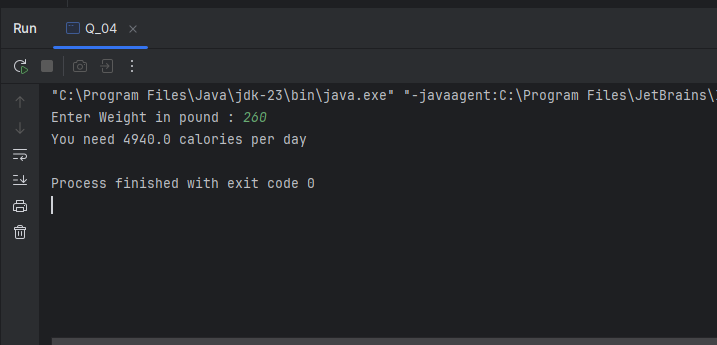 Run Q_04
"C:\Program Files\Java\jdk-23\bin\java.exe" "-javaagent:C:\Program Files\JetBrains\
Enter Weight in pound : 260
You need 4940.0 calories per day
Process finished with exit code 0